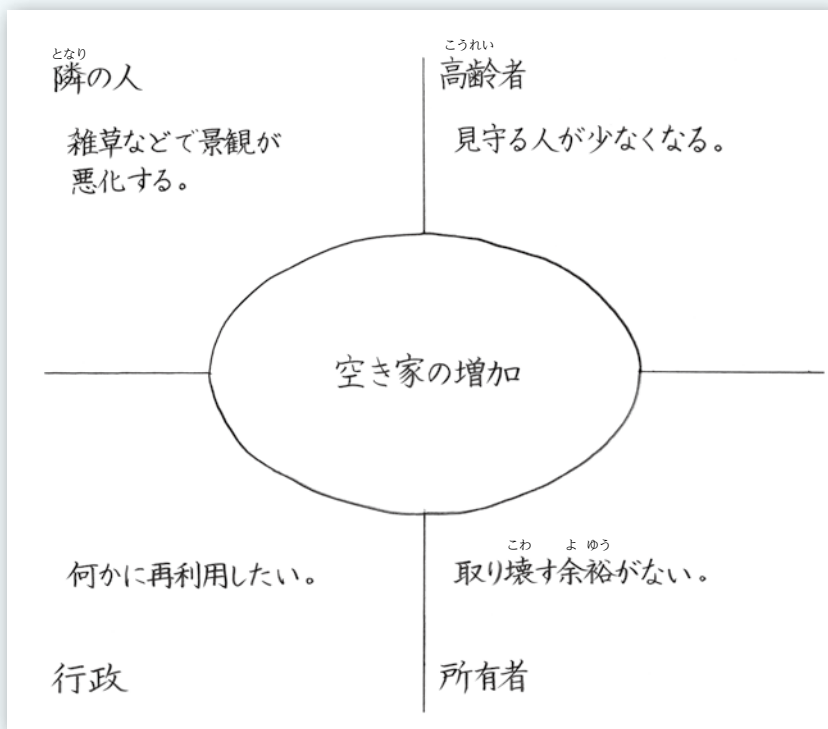 となり
隣の人
雑草などで景観が
悪化する。
こうれい
高齢者
見守る人が少なくなる。
空き家の増加
何かに再利用したい。
行政
こわ よ ゆう
取り壊す余裕がない。
所有者